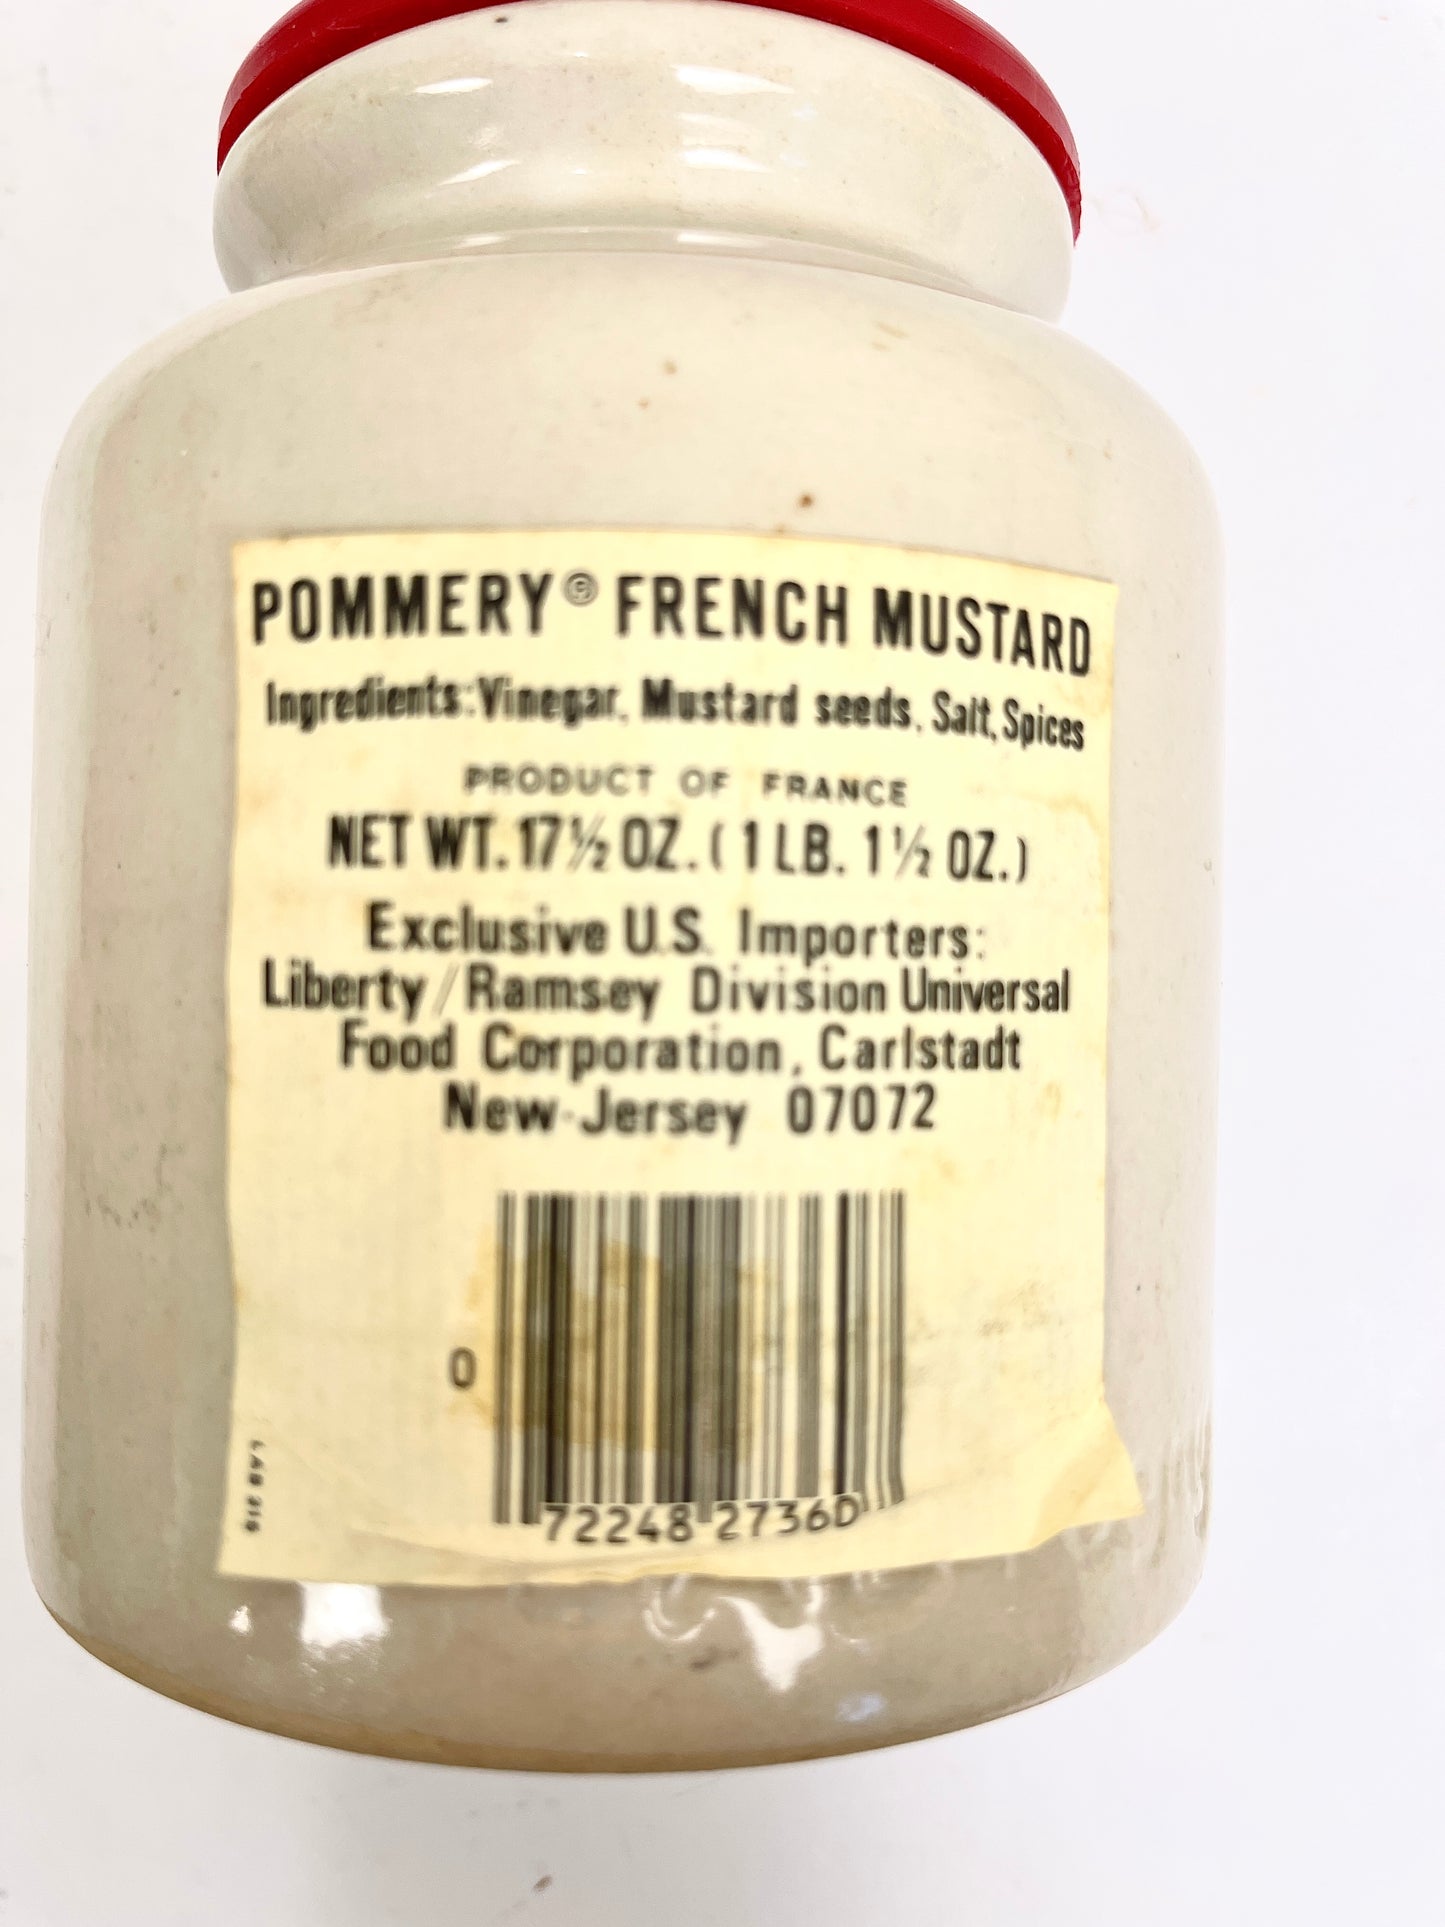 POMMERY® FRENCH MUSTARD
Ingredients: Vinegar, Mustard seeds, Salt, Spices
PRODUCT OF FRANCE
NET WT. 17½ OZ. (1 LB. 1½ OZ.)
Exclusive U.S. Importers:
Liberty/Ramsey Division Universal
Food Corporation, Carlstadt
New Jersey 07072
0
72248 27360